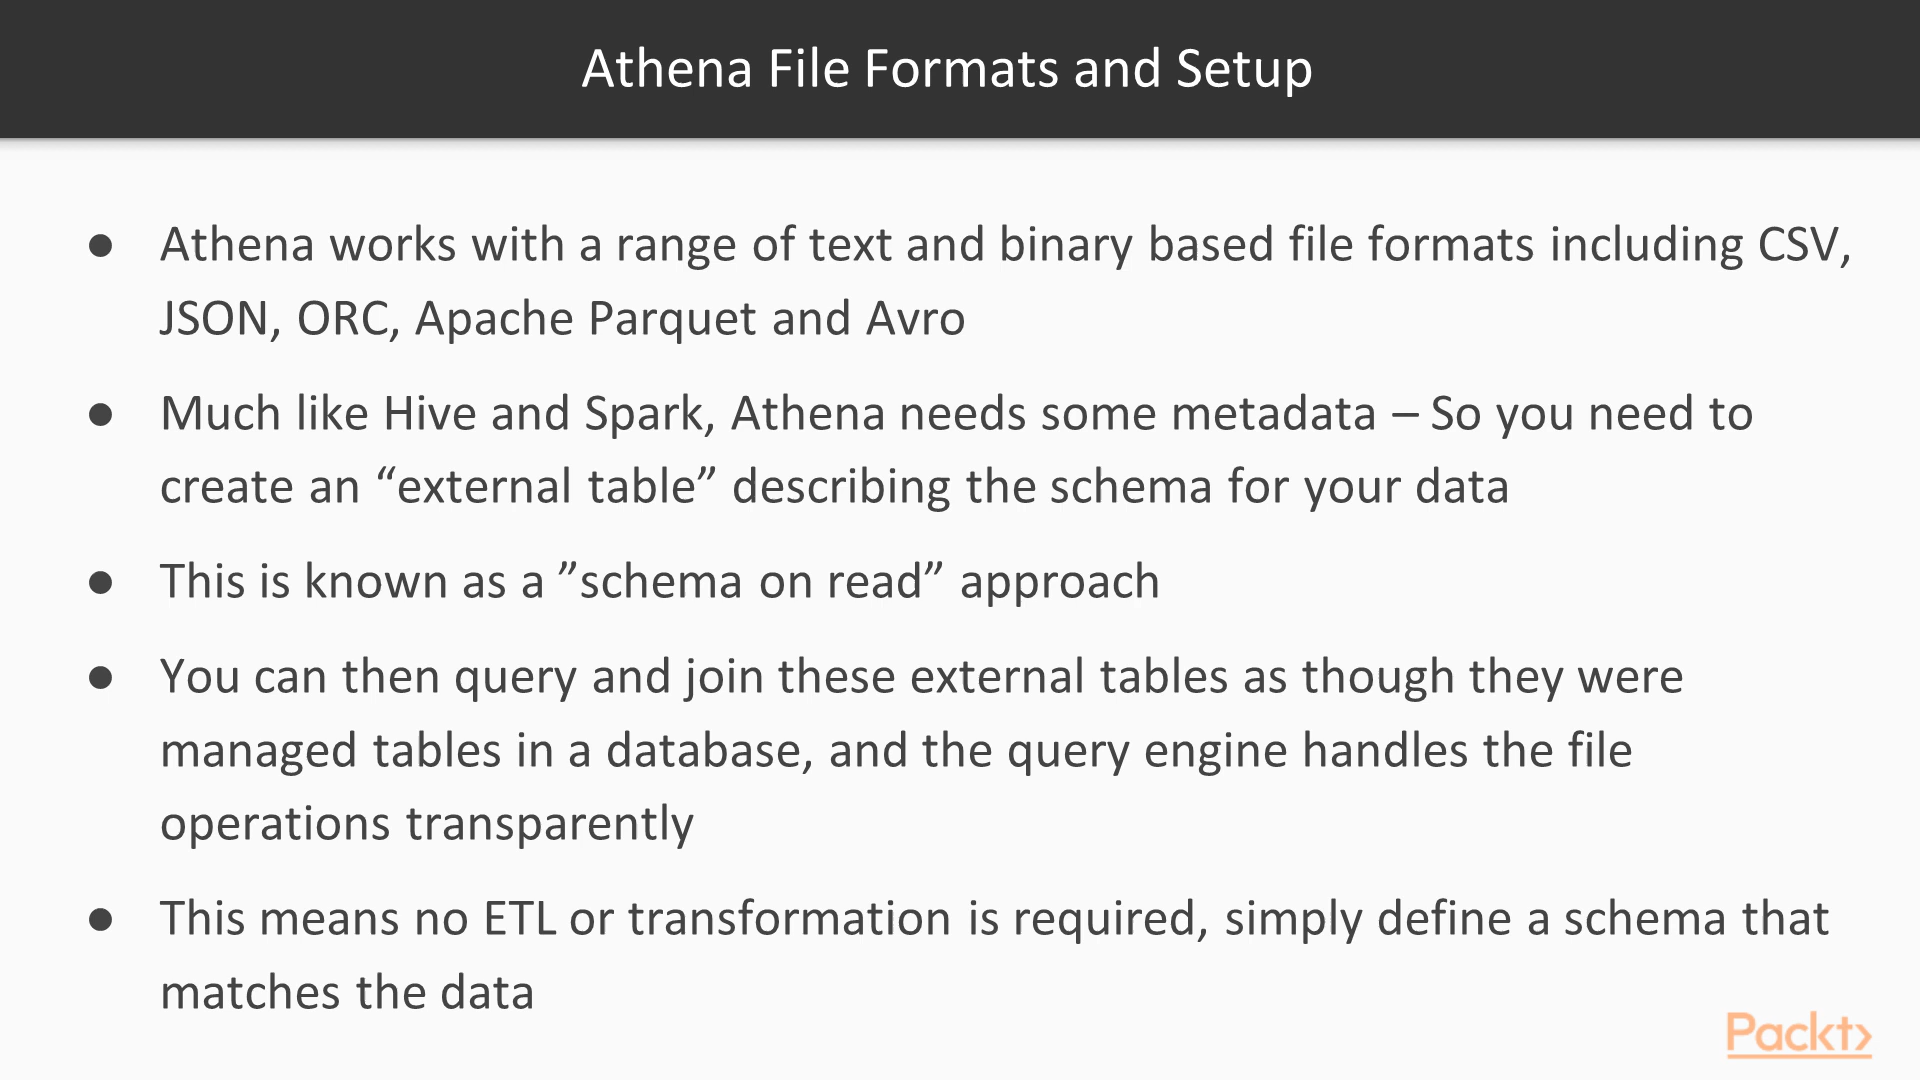 Athena File Formats and Setup
● Athena works with a range of text and binary based file formats including CSV,
JSON, ORC, Apache Parquet and Avro
● Much like Hive and Spark, Athena needs some metadata – So you need to
create an “external table” describing the schema for your data
● This is known as a ”schema on read” approach
● You can then query and join these external tables as though they were
managed tables in a database, and the query engine handles the file
operations transparently
● This means no ETL or transformation is required, simply define a schema that
matches the data
Packt>